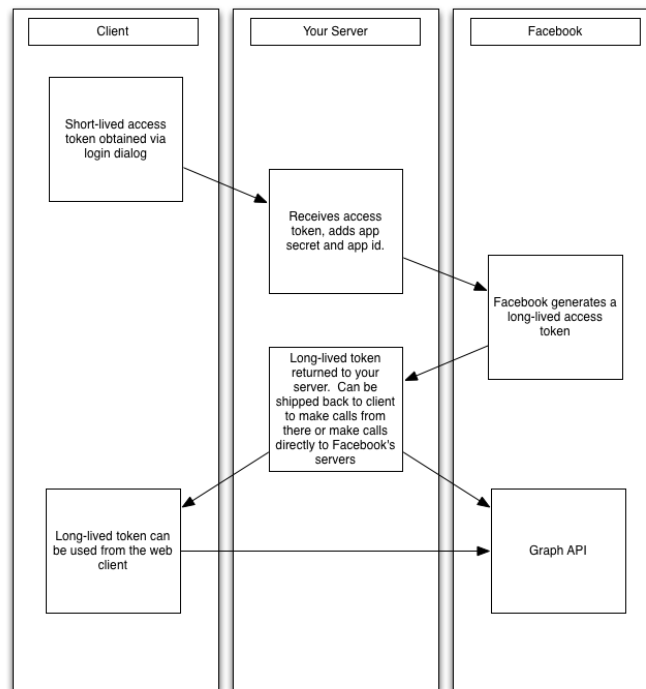 Client
Your Server
Facebook
Short-lived access
token obtained via
login dialog
Receives access
token, adds app
secret and app id.
Facebook generates a
long-lived access
token
Long-lived token
returned to your
server.  Can be
shipped back to client
to make calls from
there or make calls
directly to Facebook's
servers
Long-lived token can
be used from the web
client
Graph API